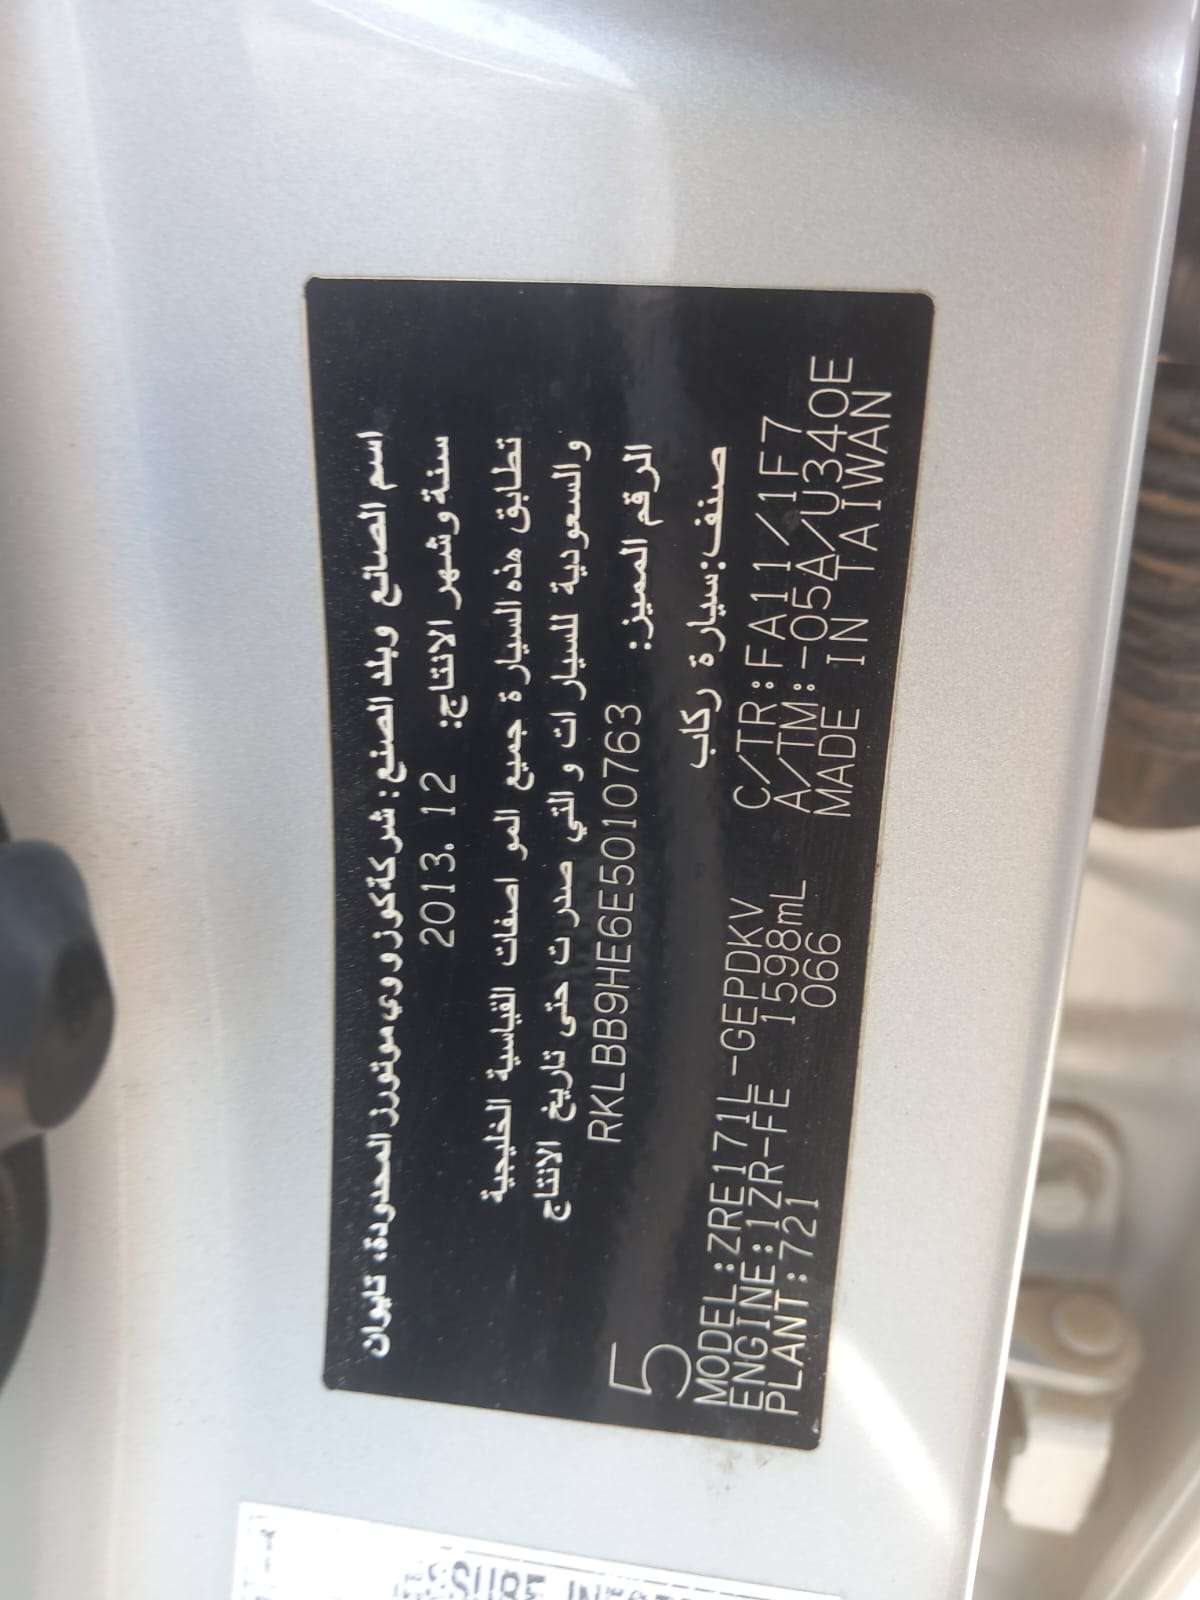 اسم الصانع وبلد الصنع: شركة كوزووي موتورز المحدودة، تايوان
سنة وشهر الانتاج: 2013. 12
تطابق هذه السيارة جميع المواصفات القياسية الخليجية
والسعودية للسيارات والتي صدرت حتى تاريخ الانتاج
الرقم المميز: RKLBB9HE6E5010763
صنف: سيارة ركاب
5
MODEL:ZRE171L-GEPDKV C/TR:FA11/1F7
ENGINE:1ZR-FE 1598mL A/TM:-05A/U340E
PLANT:721 066 MADE IN TAIWAN